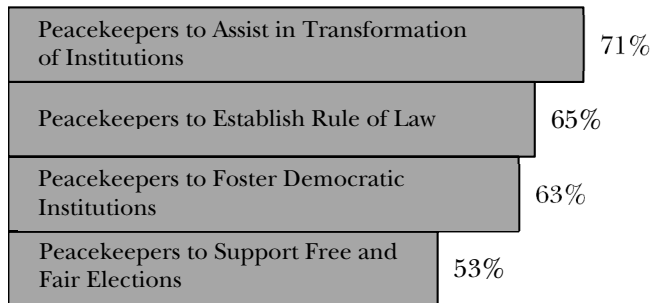 Peacekeepers to Assist in Transformation
of Institutions
71%
Peacekeepers to Establish Rule of Law
65%
Peacekeepers to Foster Democratic
Institutions
63%
Peacekeepers to Support Free and
Fair Elections
53%